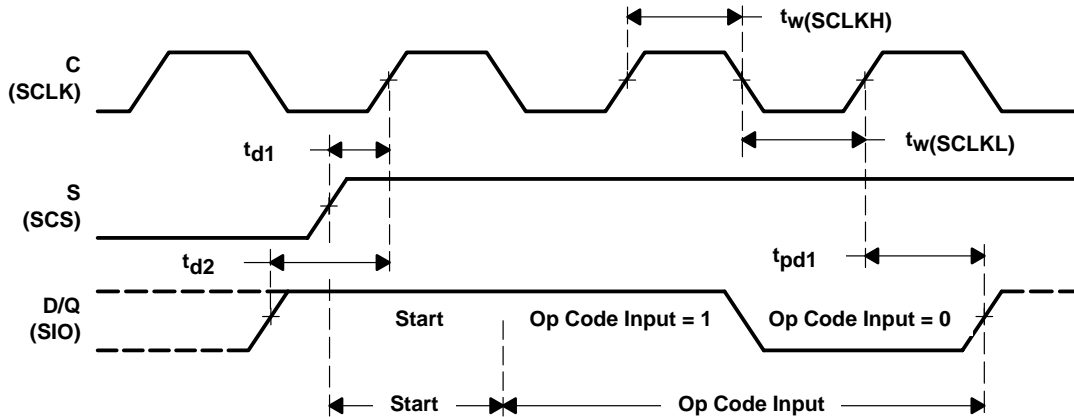 tw(SCLKH)
C
(SCLK)
td1
tw(SCLKL)
S
(SCS)
td2
tpd1
D/Q
(SIO)
Start
Op Code Input = 1
Op Code Input = 0
Start
Op Code Input